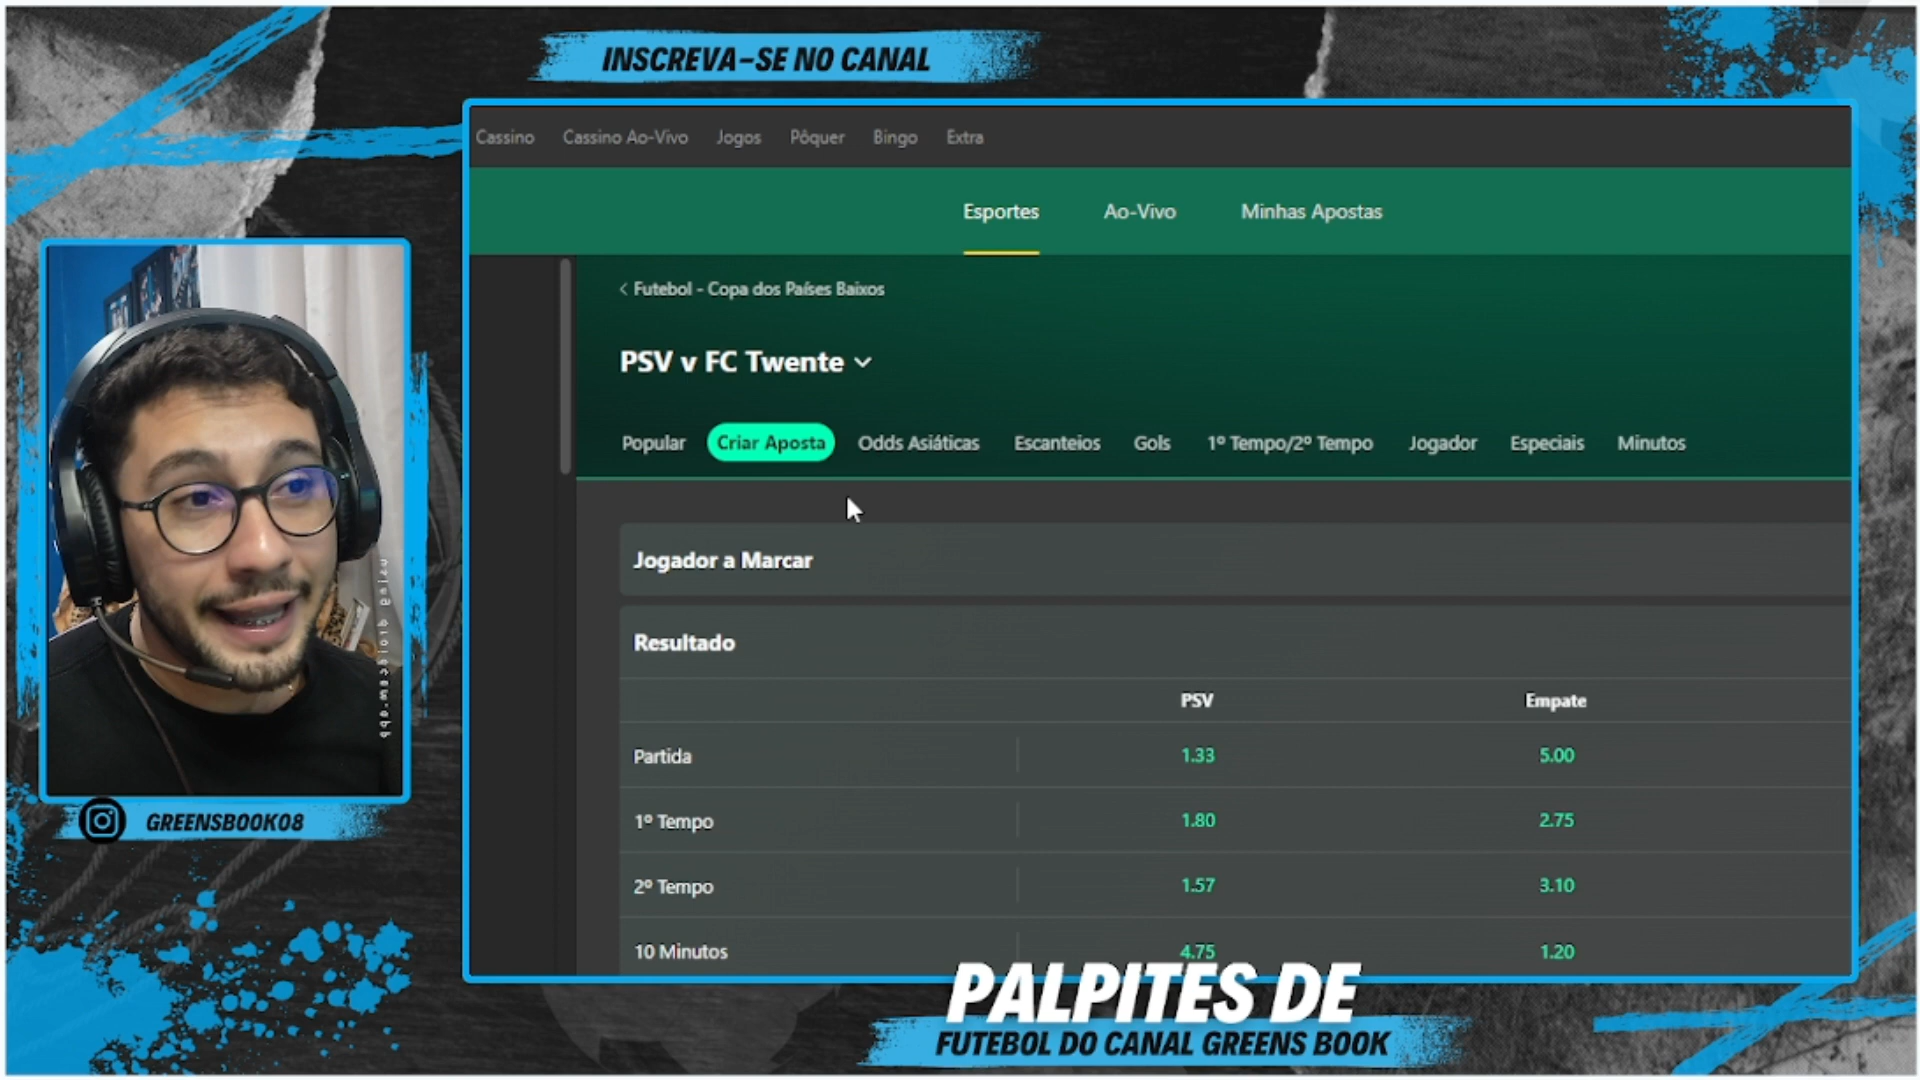 INSCREVA-SE NO CANAL
Cassino Cassino Ao-Vivo Jogos Pôquer Bingo Extra
Esportes Ao-Vivo Minhas Apostas
< Futebol - Copa dos Países Baixos
PSV v FC Twente
Popular Criar Aposta Odds Asiáticas Escanteios Gols 1º Tempo/2º Tempo Jogador Especiais Minutos
Jogador a Marcar
Resultado
PSV Empate
Partida 1.33 5.00
1º Tempo 1.80 2.75
2º Tempo 1.57 3.10
10 Minutos 4.75 1.20
GREENSBOOK08
PALPITES DE
FUTEBOL DO CANAL GREENS BOOK